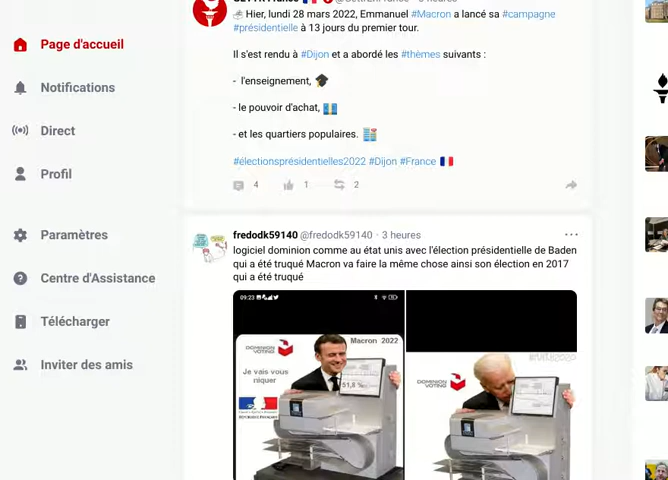 Hier, lundi 28 mars 2022, Emmanuel #Macron a lancé sa #campagne
#présidentielle à 13 jours du premier tour.
Il s'est rendu à #Dijon et a abordé les #thèmes suivants :
- l'enseignement,
- le pouvoir d'achat,
- et les quartiers populaires.
#électionsprésidentielles2022 #Dijon #France
4 1 2
Page d'accueil
Notifications
Direct
Profil
Paramètres
Centre d'Assistance
Télécharger
Inviter des amis
fredodk59140 @fredodk59140 · 3 heures
logiciel dominion comme au état unis avec l'élection présidentielle de Baden
qui a été truqué Macron va faire la même chose ainsi son élection en 2017
qui a été truqué
09:23
DOMINION
VOTING
Macron 2022
Je vais vous
niquer
51,8 %
DOMINION
VOTING